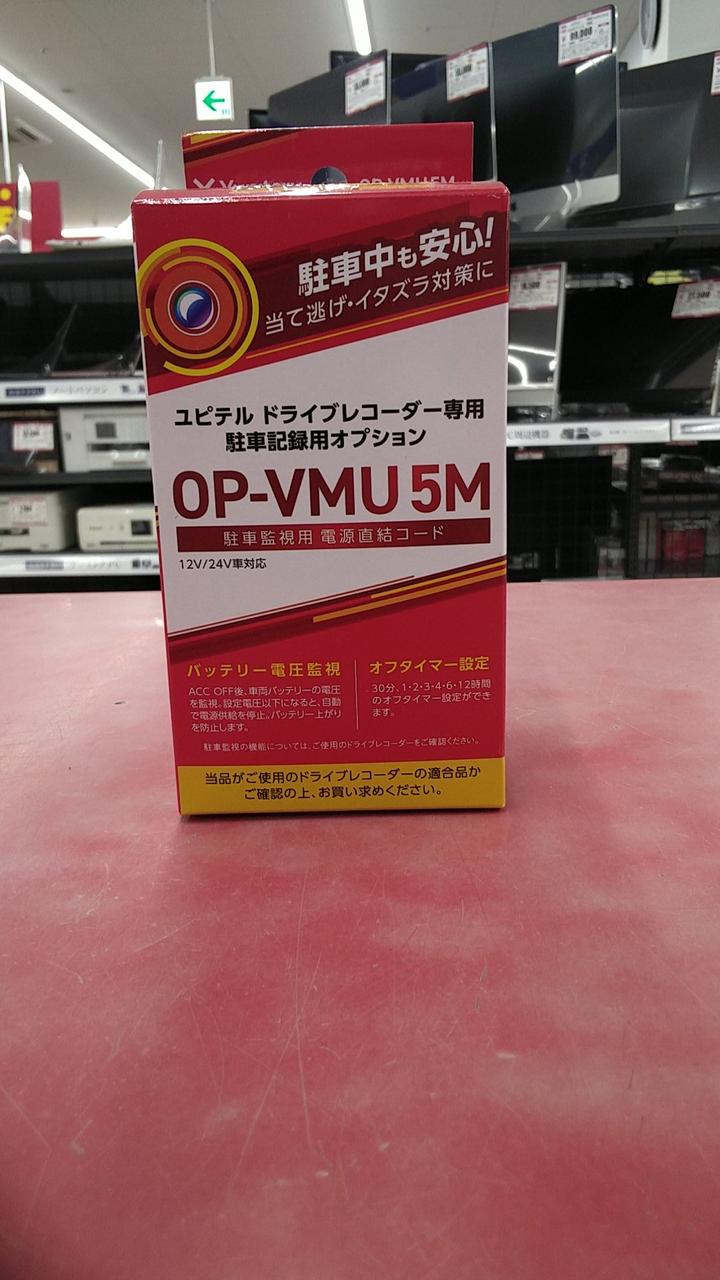 OP-VMU5M
駐車中も安心!
当て逃げ・イタズラ対策に
ユピテル ドライブレコーダー専用
駐車記録用オプション
OP-VMU 5M
駐車監視用 電源直結コード
12V/24V車対応
バッテリー電圧監視
ACC OFF後、車両バッテリーの電圧
を監視。設定電圧以下になると、自動
で電源供給を停止。バッテリー上がり
を防止します。
オフタイマー設定
30分、1・2・3・4・6・12時間
のオフタイマー設定ができ
ます。
駐車監視の機能については、ご使用のドライブレコーダーをご確認ください。
当品がご使用のドライブレコーダーの適合品か
ご確認の上、お買い求めください。